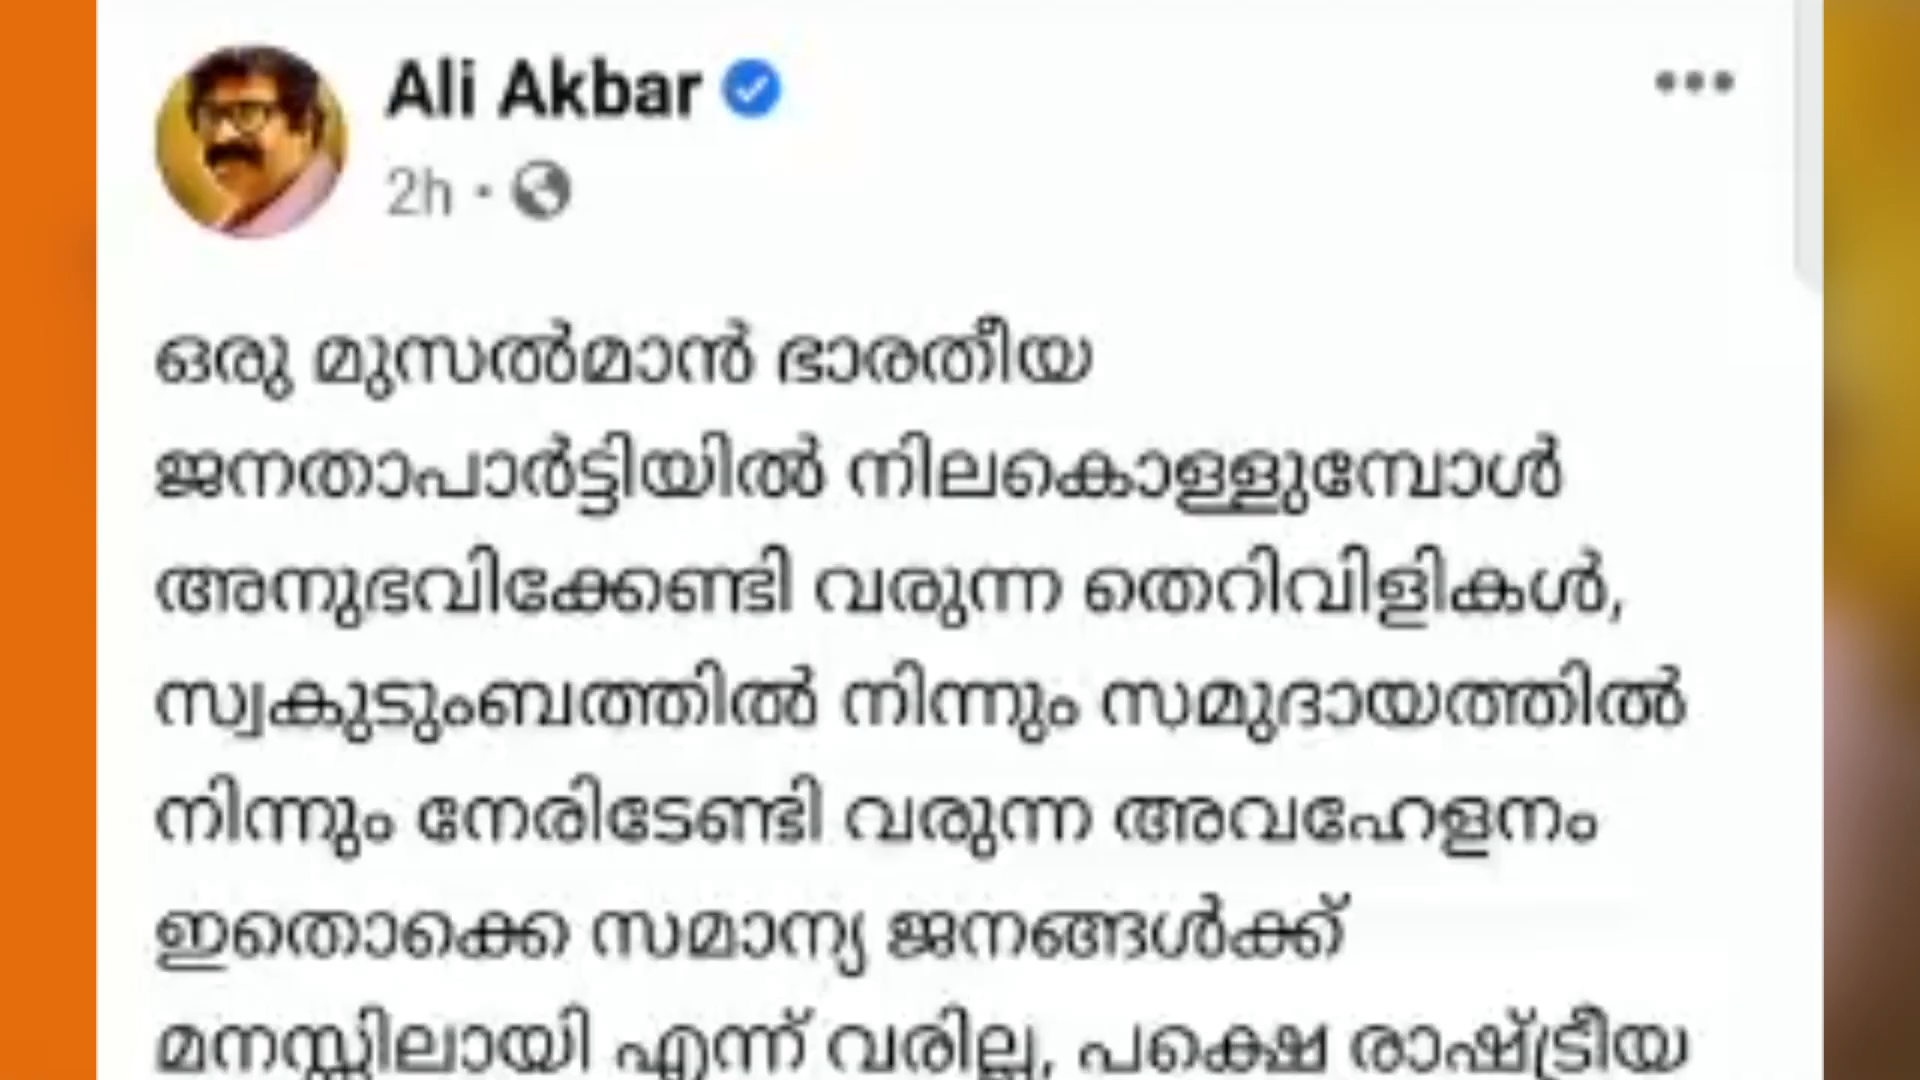 Ali Akbar
2h
ഒരു മുസൽമാൻ ഭാരതീയ
ജനതാപാർട്ടിയിൽ നിലകൊള്ളുമ്പോൾ
അനുഭവിക്കേണ്ടി വരുന്ന തെറിവിളികൾ,
സ്വകുടുംബത്തിൽ നിന്നും സമുദായത്തിൽ
നിന്നും നേരിടേണ്ടി വരുന്ന അവഹേളനം
ഇതൊക്കെ സമാന്യ ജനങ്ങൾക്ക്
മനസ്സിലായി എന്ന് വരില്ല, പക്ഷെ രാഷ്ട്രീയ